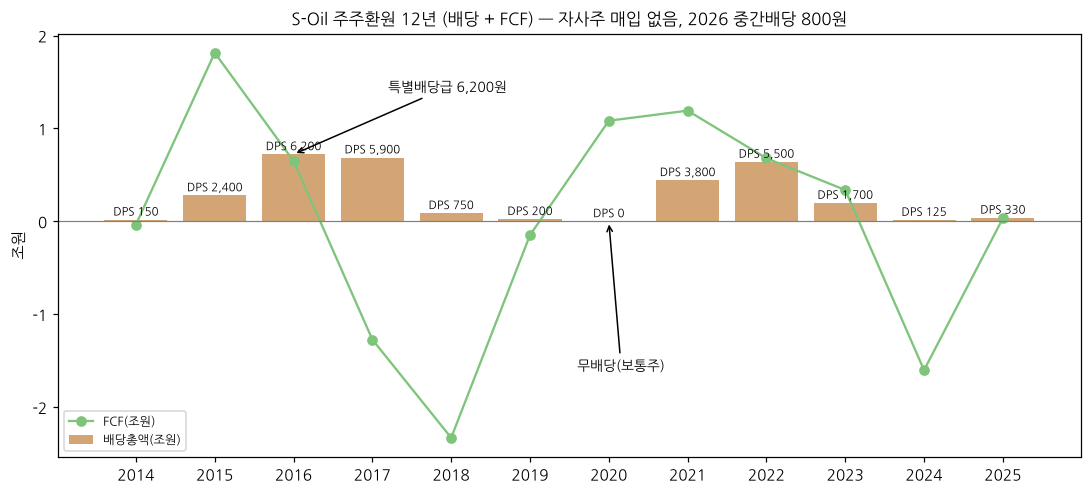 S-Oil 주주환원 12년 (배당 + FCF) — 자사주 매입 없음, 2026 중간배당 800원
조원
2
1
0
-1
-2
특별배당급 6,200원
DPS 150
DPS 2,400
DPS 6,200
DPS 5,900
DPS 750
DPS 200
DPS 0
DPS 3,800
DPS 5,500
DPS 1,700
DPS 125
DPS 330
무배당(보통주)
FCF(조원)
배당총액(조원)
2014 2015 2016 2017 2018 2019 2020 2021 2022 2023 2024 2025